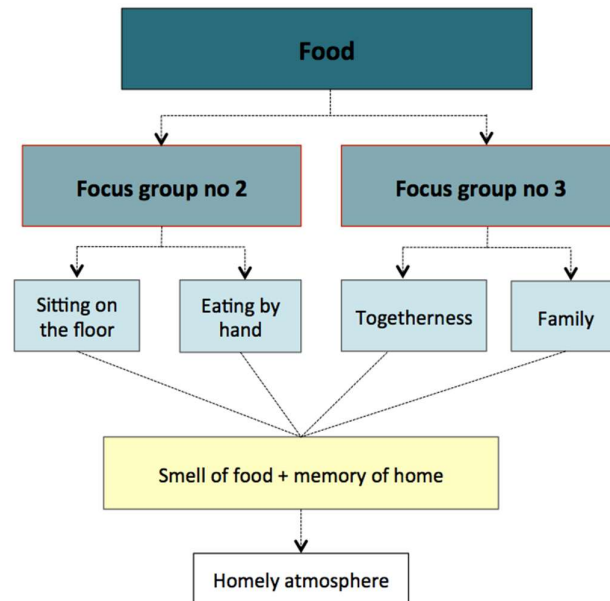 Food
Focus group no 2
Focus group no 3
Sitting on
the floor
Eating by
hand
Togetherness
Family
Smell of food + memory of home
Homely atmosphere